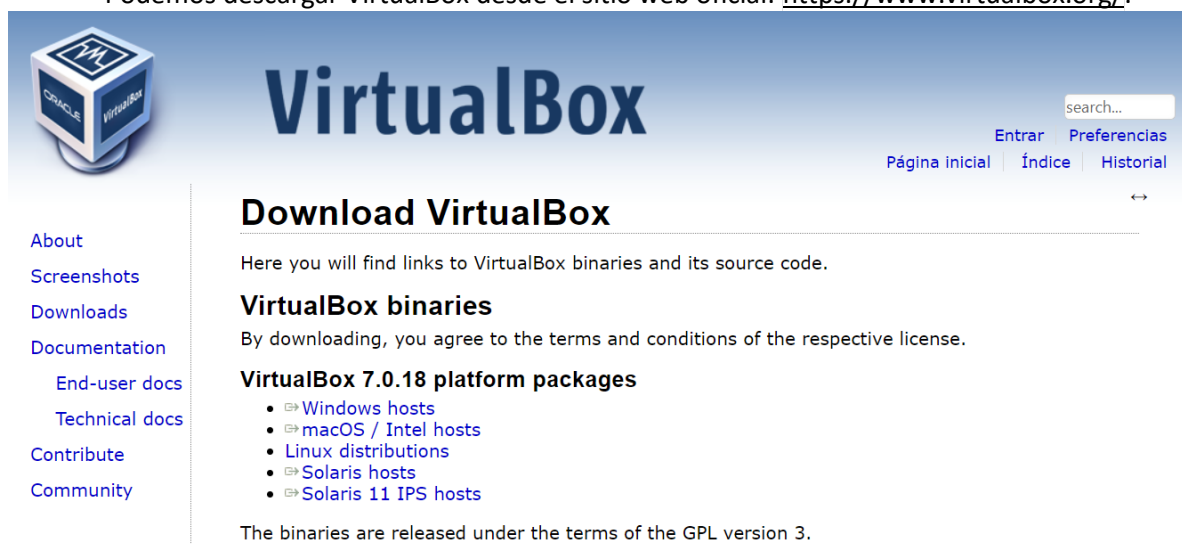 Podemos descargar VirtualBox desde el sitio web oficial: https://www.virtualbox.org/.
ORACLE
VirtualBox
VirtualBox
search...
Entrar Preferencias
Página inicial Índice Historial
Download VirtualBox
About
Here you will find links to VirtualBox binaries and its source code.
Screenshots
VirtualBox binaries
Downloads
By downloading, you agree to the terms and conditions of the respective license.
Documentation
VirtualBox 7.0.18 platform packages
End-user docs
Windows hosts
macOS / Intel hosts
Technical docs
Linux distributions
Contribute
Solaris hosts
Community
Solaris 11 IPS hosts
The binaries are released under the terms of the GPL version 3.